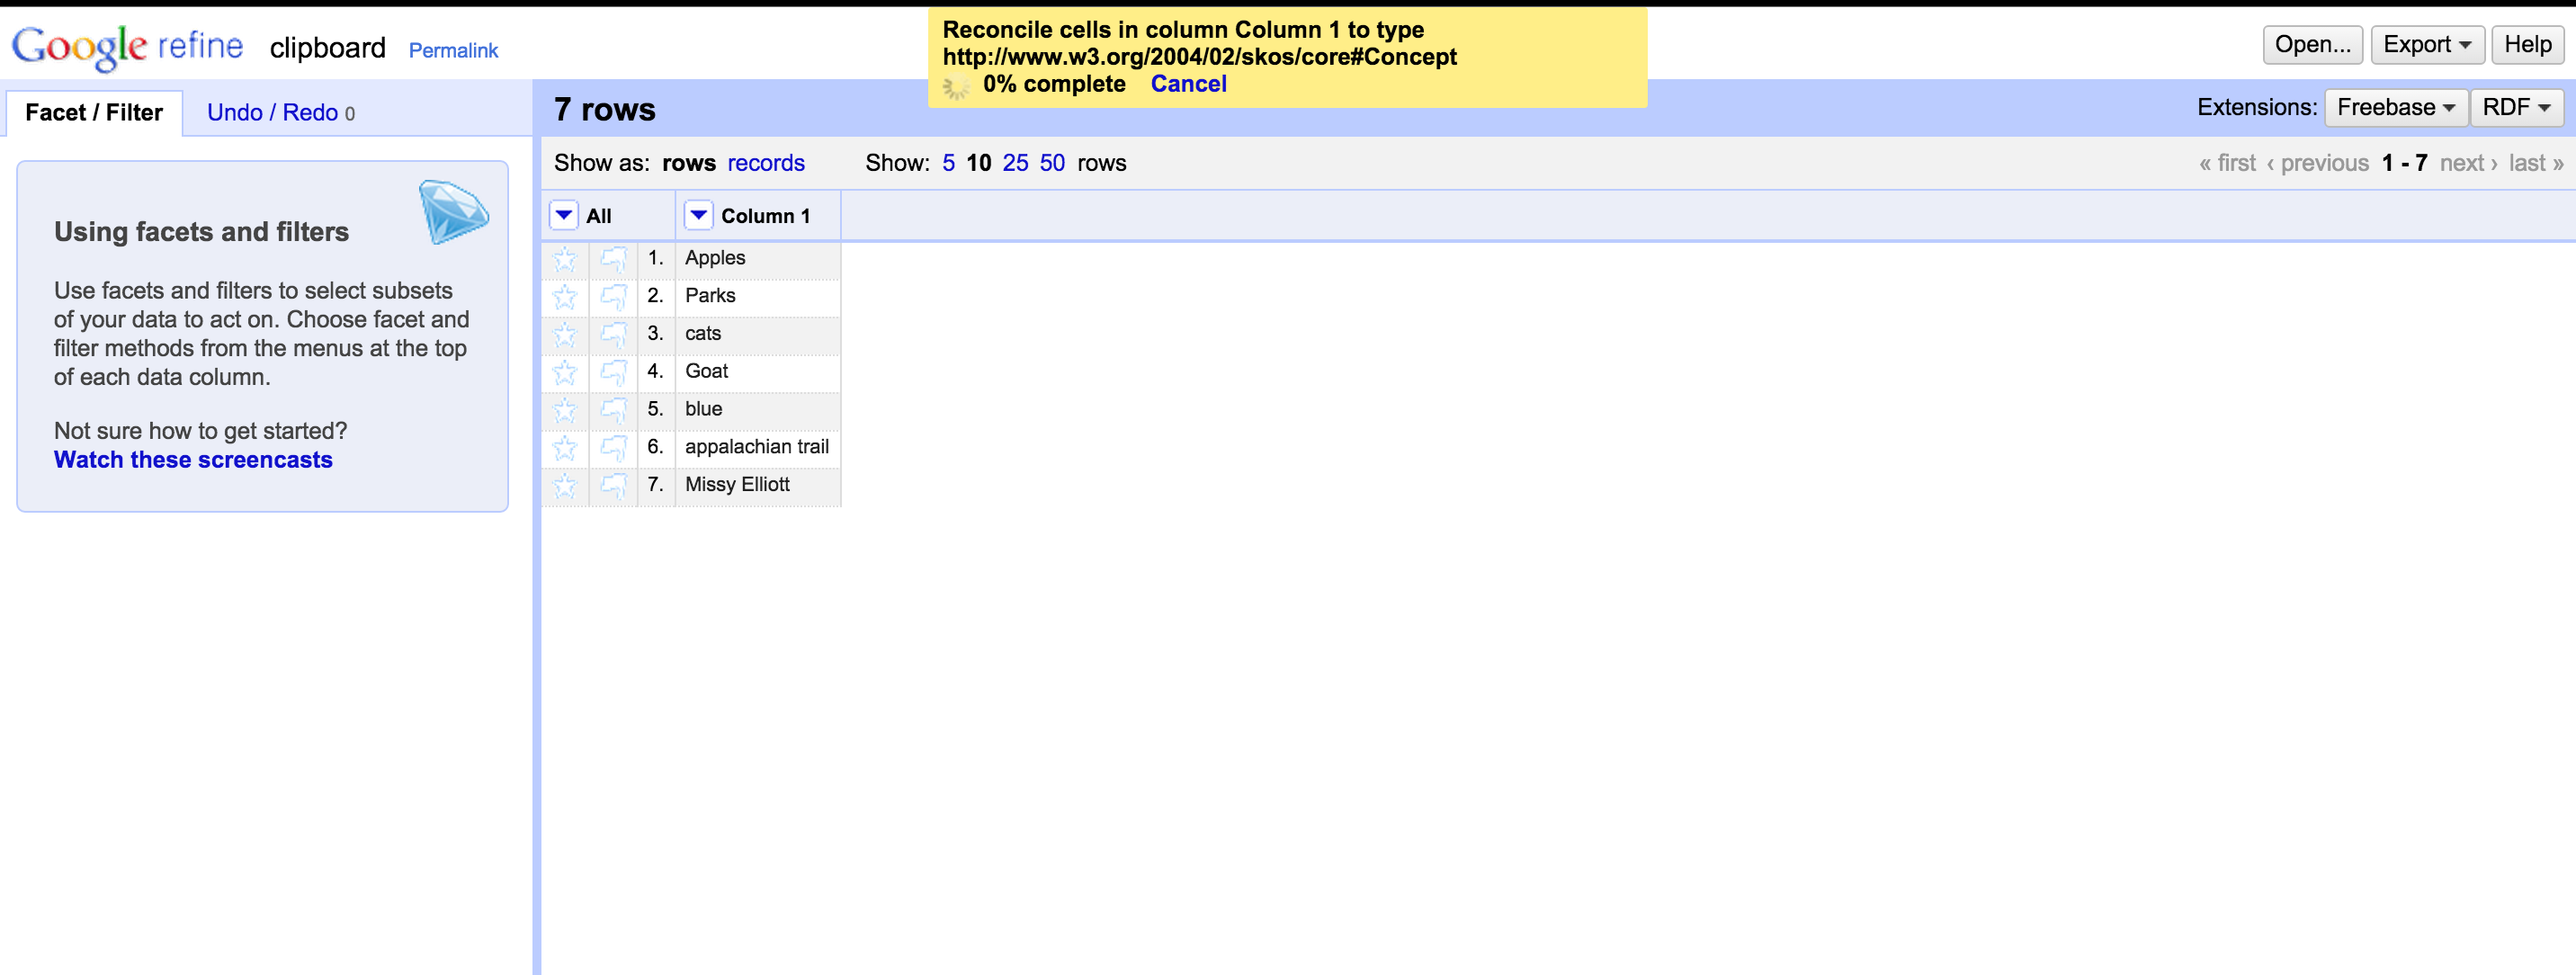 Google refine clipboard Permalink
Reconcile cells in column Column 1 to type
http://www.w3.org/2004/02/skos/core#Concept
0% complete Cancel
Open... Export Help
Facet / Filter Undo / Redo 0
7 rows
Extensions: Freebase RDF
Show as: rows records Show: 5 10 25 50 rows
« first ‹ previous 1 - 7 next › last »
Using facets and filters
Use facets and filters to select subsets
of your data to act on. Choose facet and
filter methods from the menus at the top
of each data column.
Not sure how to get started?
Watch these screencasts
All Column 1
1. Apples
2. Parks
3. cats
4. Goat
5. blue
6. appalachian trail
7. Missy Elliott